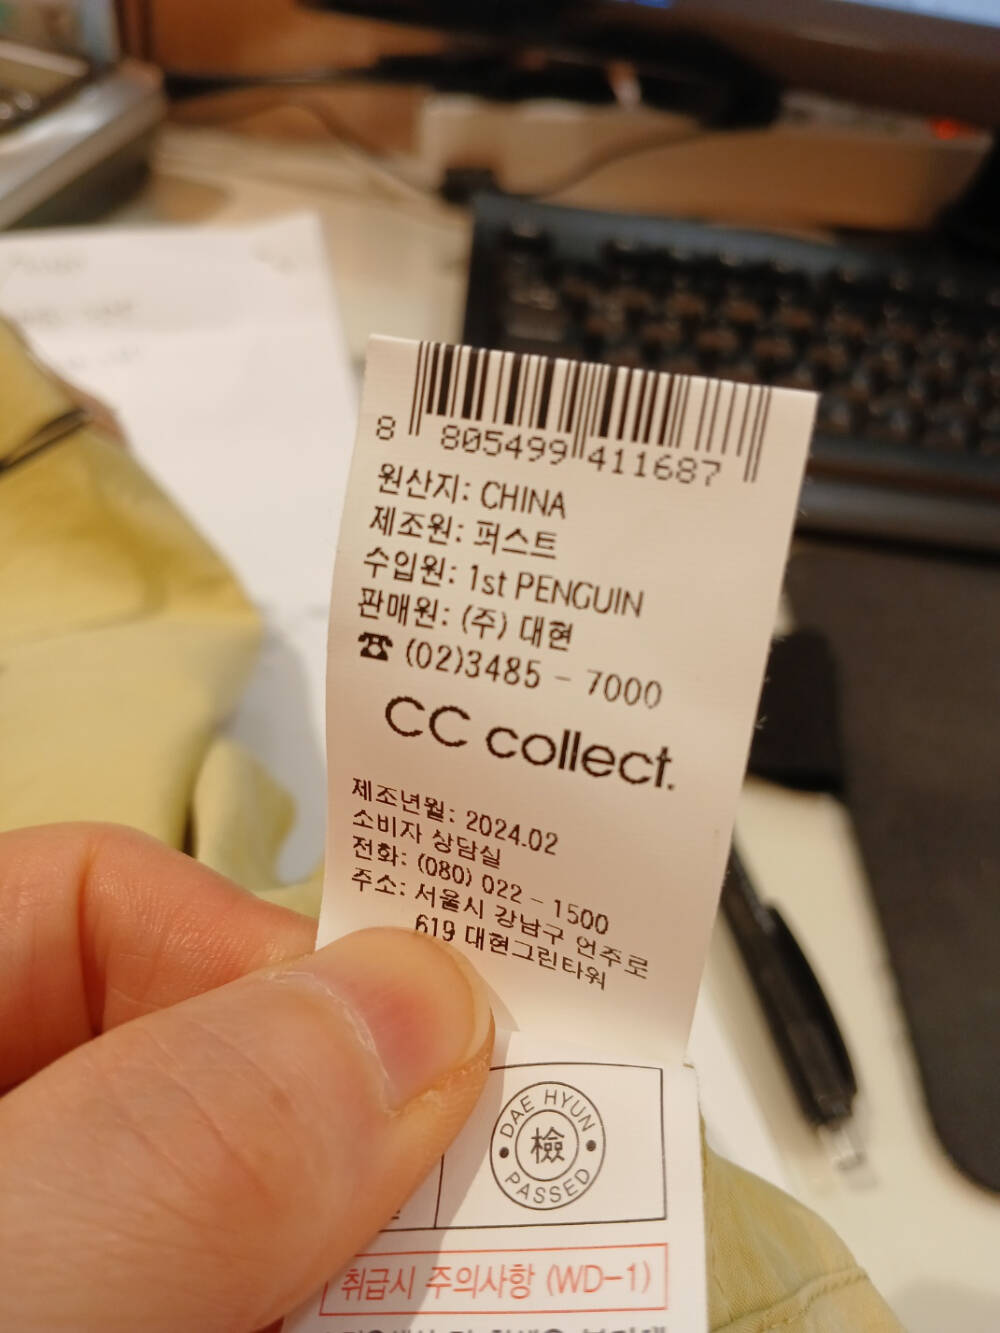 8 805499 411687
원산지: CHINA
제조원: 퍼스트
수입원: 1st PENGUIN
판매원: (주) 대현
☎ (02)3485 - 7000
CC collect.
제조년월: 2024.02
소비자 상담실
전화: (080) 022 - 1500
주소: 서울시 강남구 언주로
619 대현그린타워
DAE HYUN
檢
PASSED
취급시 주의사항 (WD-1)